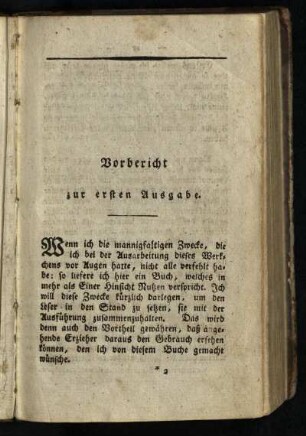 Vorbericht
zur ersten Ausgabe.
Wenn ich die mannigfaltigen Zwecke, die
ich bei der Ausarbeitung dieses Werk-
chens vor Augen hatte, nicht alle verfehlt ha-
be: so liefere ich hier ein Buch, welches in
mehr als Einer Hinsicht Nutzen verspricht. Ich
will diese Zwecke kürzlich darlegen, um den
Leser in den Stand zu setzen, sie mit der
Ausführung zusammenzuhalten. Das wird
denn auch den Vortheil gewähren, daß ange-
hende Erzieher daraus den Gebrauch ersehen
können, den ich von diesem Buche gemacht
wünsche.
* 2